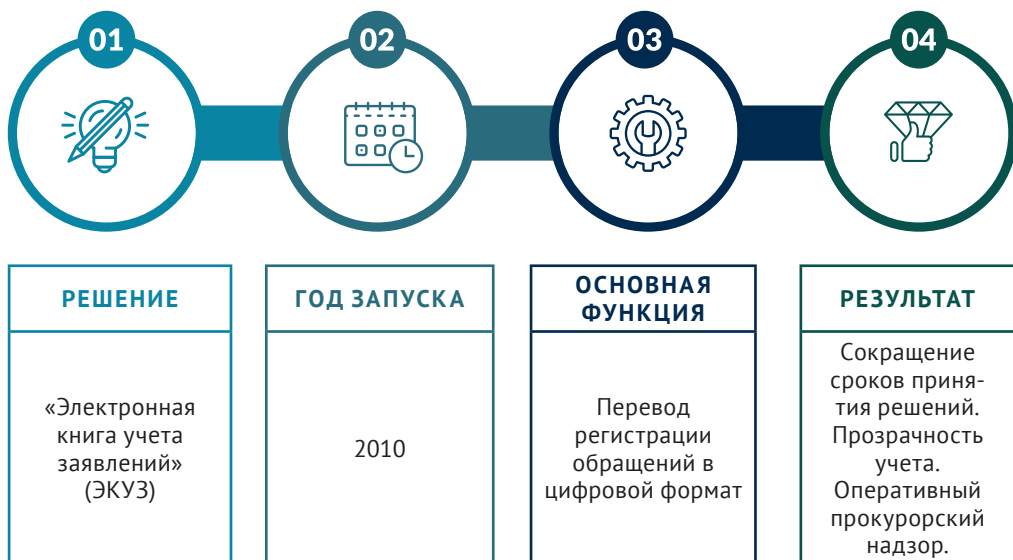 01
02
03
04
РЕШЕНИЕ
«Электронная
книга учета
заявлений»
(ЭКУЗ)
ГОД ЗАПУСКА
2010
ОСНОВНАЯ
ФУНКЦИЯ
Перевод
регистрации
обращений в
цифровой формат
РЕЗУЛЬТАТ
Сокращение
сроков приня-
тия решений.
Прозрачность
учета.
Оперативный
прокурорский
надзор.